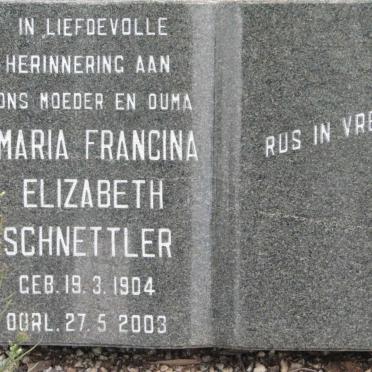 IN LIEFDEVOLLE
HERINNERING AAN
ONS MOEDER EN OUMA
MARIA FRANCINA
ELIZABETH
SCHNETTLER
GEB. 19. 3. 1904
OORL. 27. 5. 2003
RUS IN